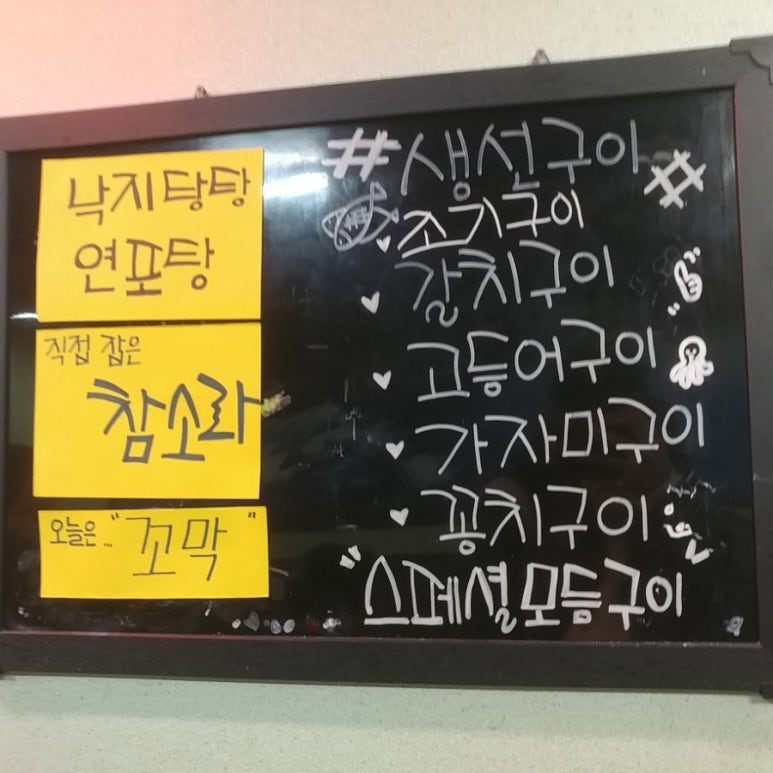 낙지탕탕
연포탕
직접 잡은
참소라
오늘은.. "꼬막"
#생선구이#
조기구이
갈치구이
고등어구이
가자미구이
꽁치구이
"스페셜모듬구이"